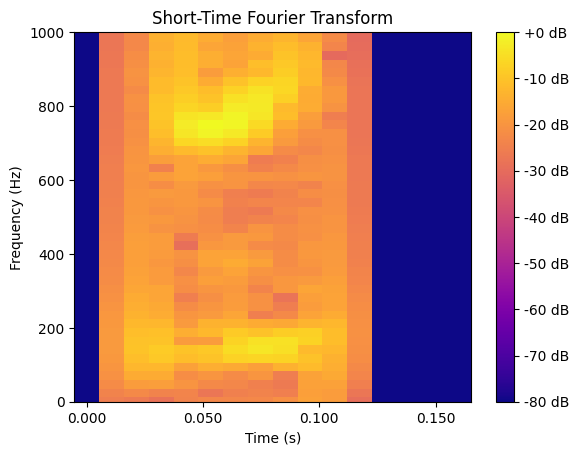 Short-Time Fourier Transform
1000
800
600
400
200
0
Frequency (Hz)
0.000
0.050
0.100
0.150
Time (s)
+0 dB
-10 dB
-20 dB
-30 dB
-40 dB
-50 dB
-60 dB
-70 dB
-80 dB